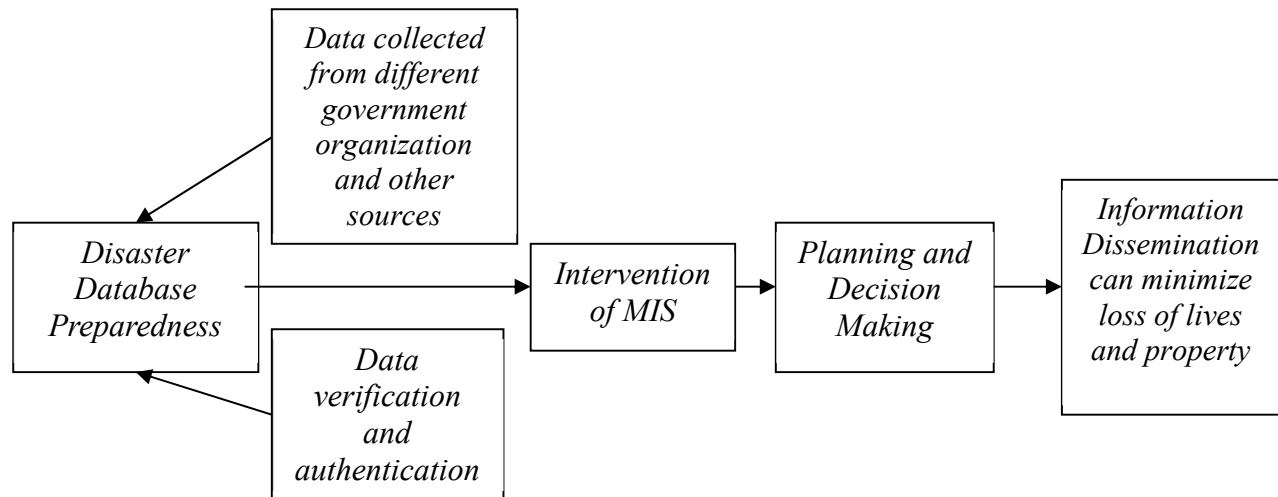 Data collected
from different
government
organization
and other
sources
Disaster
Database
Preparedness
Data
verification
and
authentication
Intervention
of MIS
Planning and
Decision
Making
Information
Dissemination
can minimize
loss of lives
and property